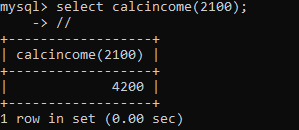 mysql> select calcincome(2100);
    -> //
+------------------+
| calcincome(2100) |
+------------------+
|             4200 |
+------------------+
1 row in set (0.00 sec)